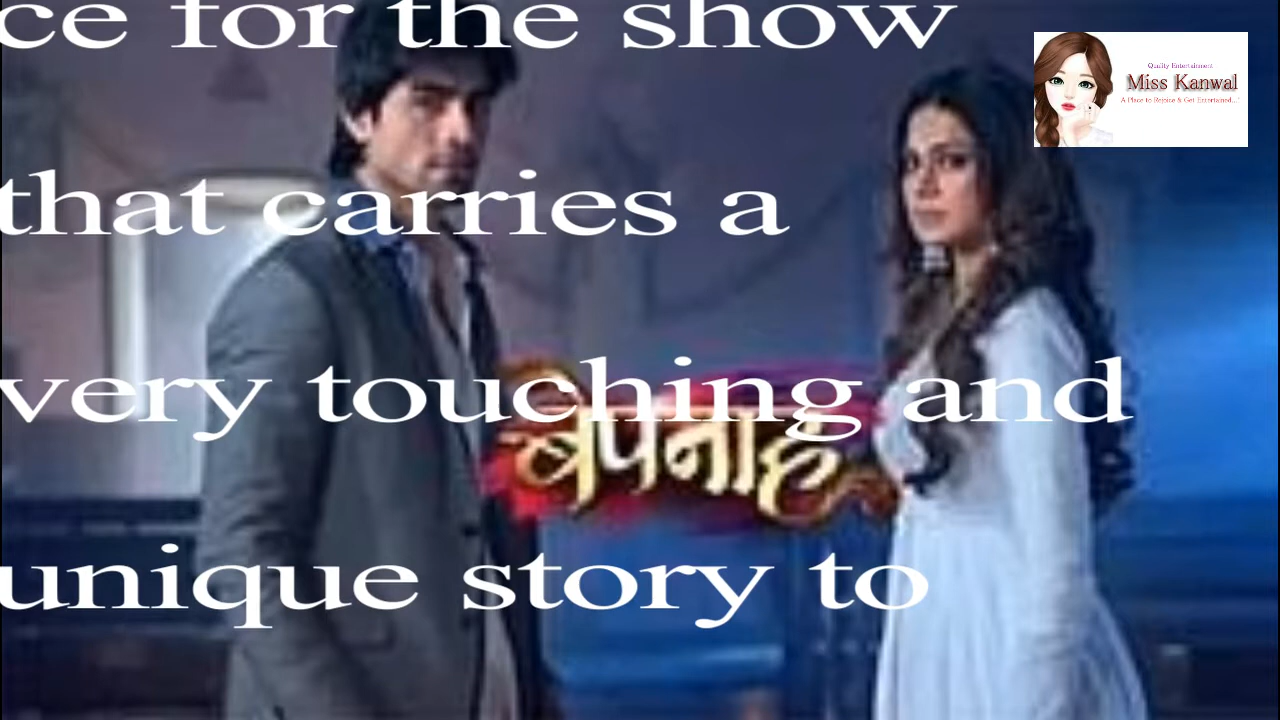 ce for the show
Quality Entertainment
Miss Kanwal
A Place to Rejoice & Get Entertained...
that carries a
very touching and
बेपनाह
unique story to